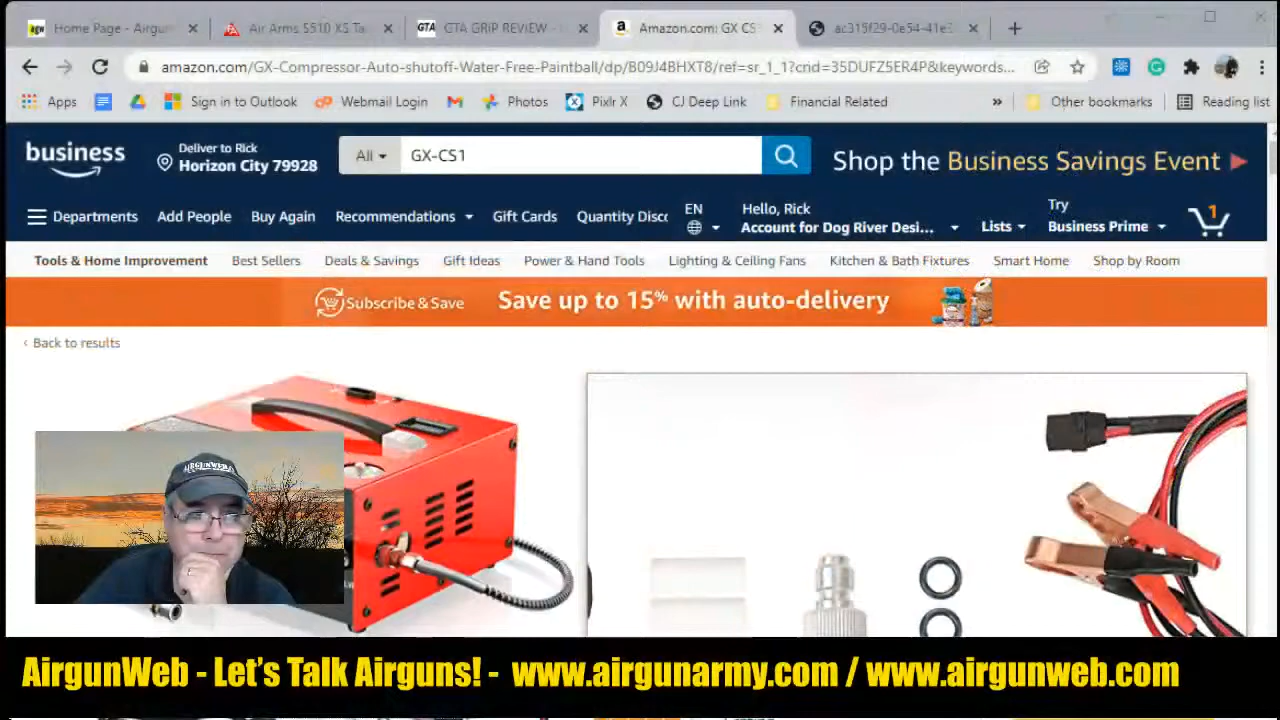 Home Page - Airgu
Air Arms S510 XS Ta
GTA GRiP REVIEW -
Amazon.com: GX CS
ac315f29-0e54-41e3
amazon.com/GX-Compressor-Auto-shutoff-Water-Free-Paintball/dp/B09J4BHXT8/ref=sr_1_1?crid=35DUFZ5ER4P&keywords...
Apps
Sign in to Outlook
Webmail Login
Photos
Pixlr X
CJ Deep Link
Financial Related
»
Other bookmarks
Reading list
business
Deliver to Rick
Horizon City 79928
All
GX-CS1
Shop the Business Savings Event
Departments
Add People
Buy Again
Recommendations
Gift Cards
Quantity Disc
EN
Hello, Rick
Account for Dog River Desi...
Lists
Try
Business Prime
1
Tools & Home Improvement
Best Sellers
Deals & Savings
Gift Ideas
Power & Hand Tools
Lighting & Ceiling Fans
Kitchen & Bath Fixtures
Smart Home
Shop by Room
Subscribe & Save
Save up to 15% with auto-delivery
‹ Back to results
AIRGUNWEB
AirgunWeb - Let's Talk Airguns! - www.airgunarmy.com / www.airgunweb.com